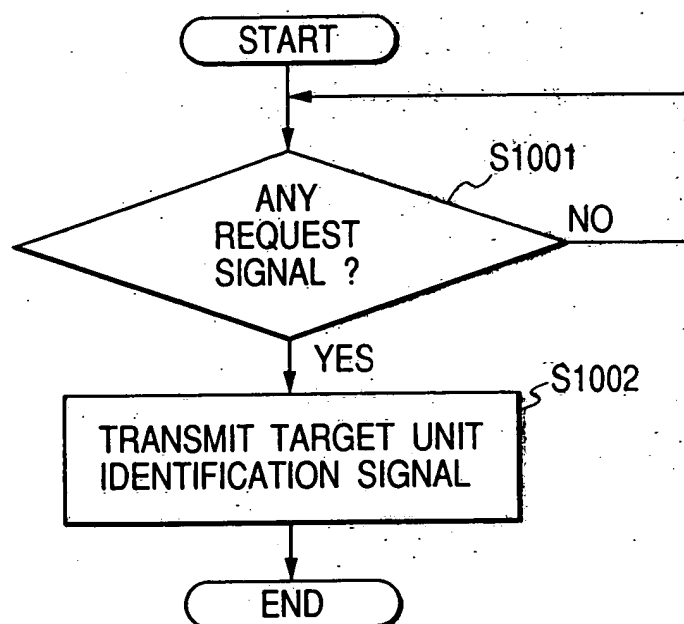 START
S1001
ANY
REQUEST
SIGNAL ?
NO
YES
S1002
TRANSMIT TARGET UNIT
IDENTIFICATION SIGNAL
END